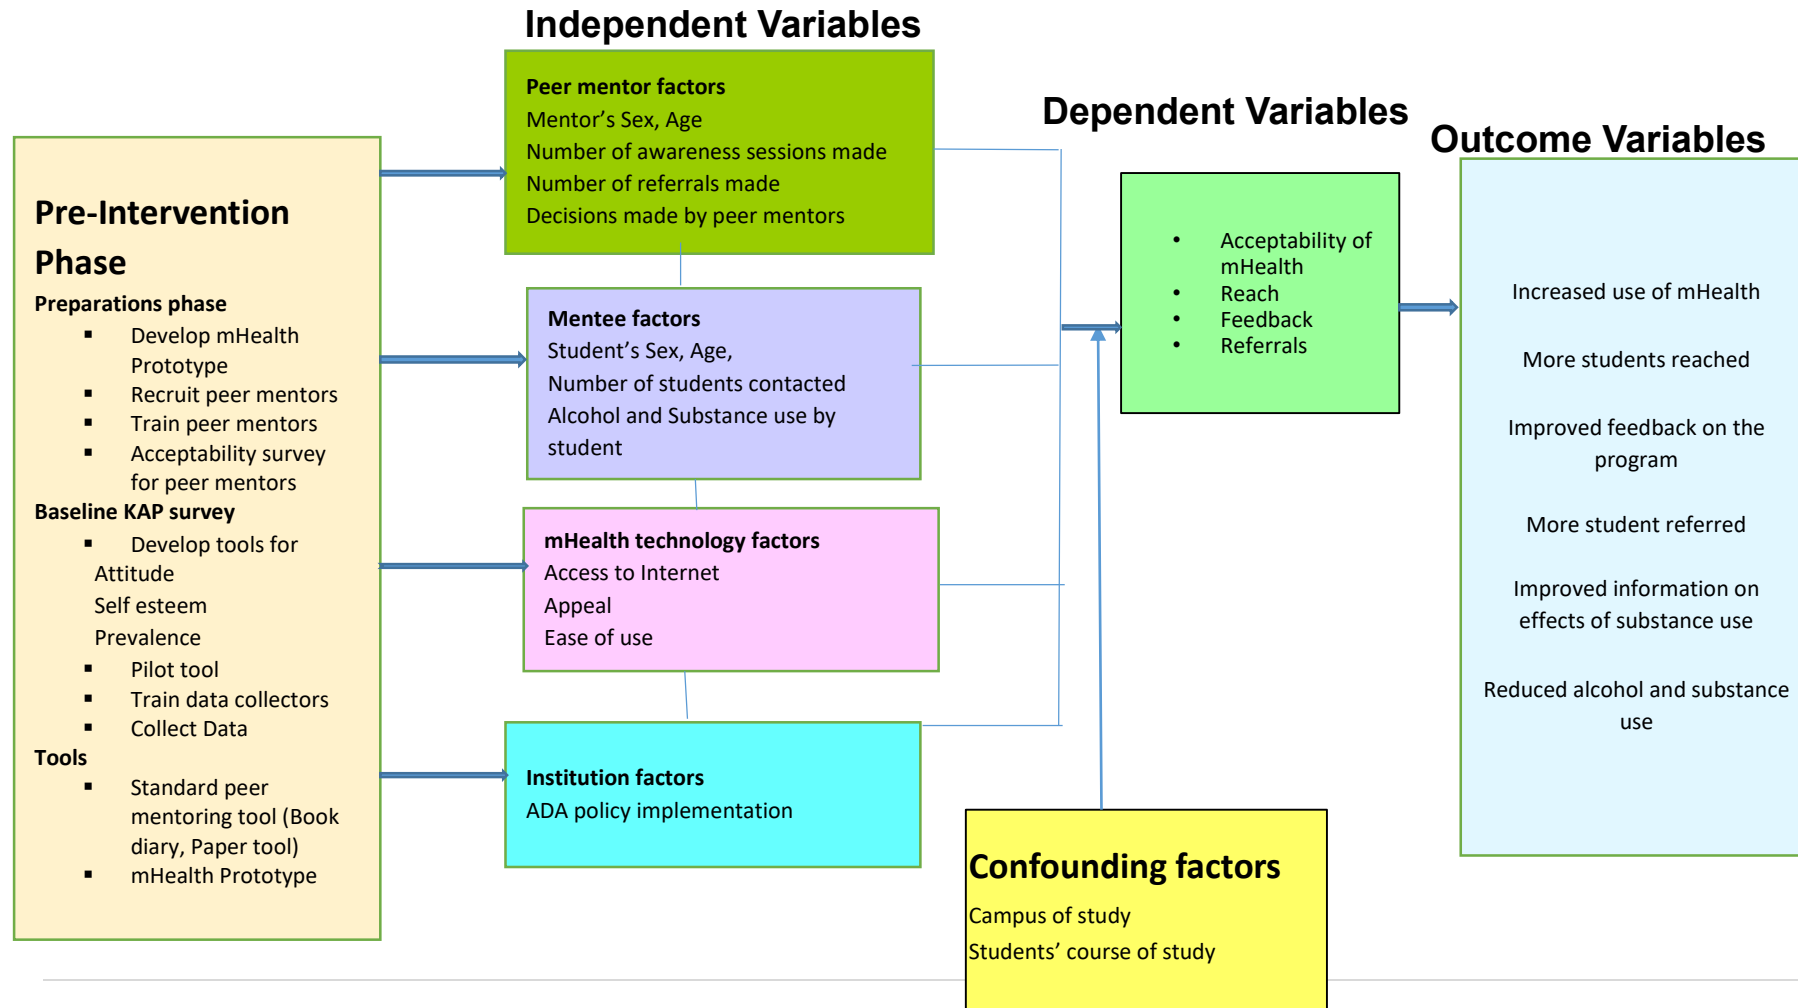 Independent Variables
Dependent Variables
Outcome Variables
Pre-Intervention
Phase
Preparations phase
▪ Develop mHealth
Prototype
▪ Recruit peer mentors
▪ Train peer mentors
▪ Acceptability survey
for peer mentors
Baseline KAP survey
▪ Develop tools for
Attitude
Self esteem
Prevalence
▪ Pilot tool
▪ Train data collectors
▪ Collect Data
Tools
▪ Standard peer
mentoring tool (Book
diary, Paper tool)
▪ mHealth Prototype
Peer mentor factors
Mentor’s Sex, Age
Number of awareness sessions made
Number of referrals made
Decisions made by peer mentors
Mentee factors
Student’s Sex, Age,
Number of students contacted
Alcohol and Substance use by
student
mHealth technology factors
Access to Internet
Appeal
Ease of use
Institution factors
ADA policy implementation
• Acceptability of
mHealth
• Reach
• Feedback
• Referrals
Confounding factors
Campus of study
Students’ course of study
Increased use of mHealth
More students reached
Improved feedback on the
program
More student referred
Improved information on
effects of substance use
Reduced alcohol and substance
use